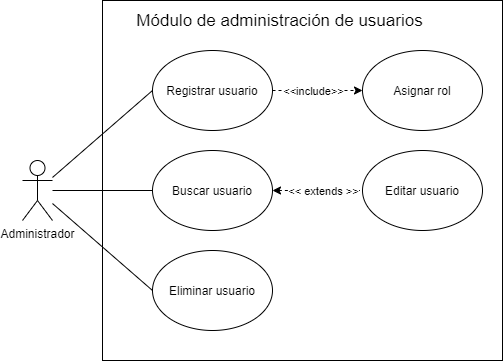 Módulo de administración de usuarios
Registrar usuario
<<include>>
Asignar rol
Buscar usuario
<< extends >>
Editar usuario
Administrador
Eliminar usuario